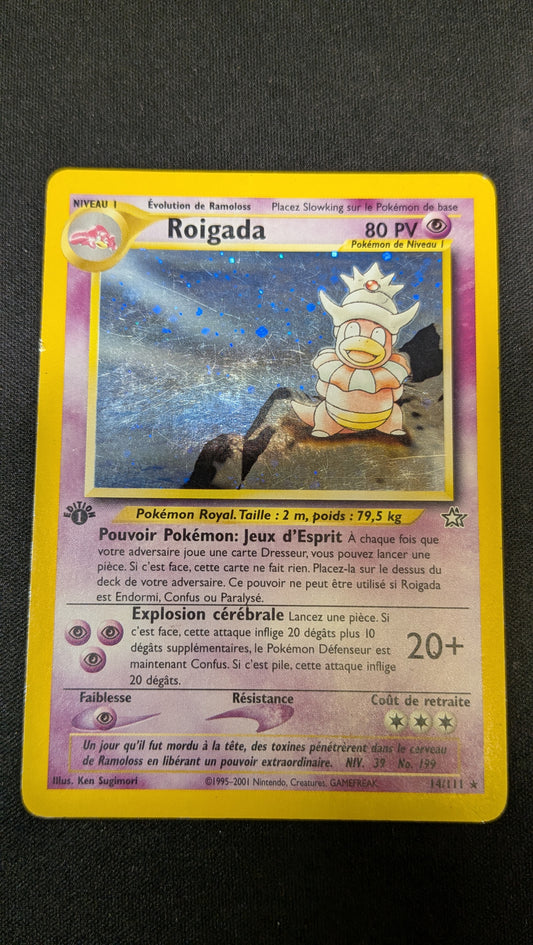 NIVEAU 1 Évolution de Ramoloss Placez Slowking sur le Pokémon de base
Roigada 80 PV
Pokémon de Niveau 1
EDITION 1
Pokémon Royal. Taille : 2 m, poids : 79,5 kg
Pouvoir Pokémon: Jeux d'Esprit À chaque fois que
votre adversaire joue une carte Dresseur, vous pouvez lancer une
pièce. Si c'est face, cette carte ne fait rien. Placez-la sur le dessus du
deck de votre adversaire. Ce pouvoir ne peut être utilisé si Roigada
est Endormi, Confus ou Paralysé.
Explosion cérébrale Lancez une pièce. Si
c'est face, cette attaque inflige 20 dégâts plus 10
dégâts supplémentaires, le Pokémon Défenseur est
maintenant Confus. Si c'est pile, cette attaque inflige
20 dégâts.
20+
Faiblesse Résistance Coût de retraite
Un jour qu'il fut mordu à la tête, des toxines pénétrèrent dans le cerveau
de Ramoloss en libérant un pouvoir extraordinaire. NIV. 39 No. 199
Illus. Ken Sugimori ©1995-2001 Nintendo, Creatures, GAMEFREAK. 14/111